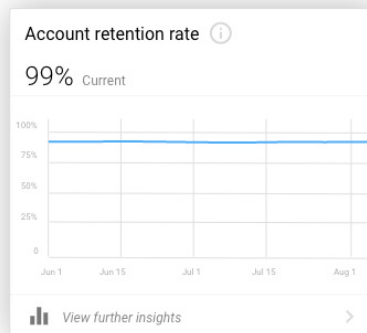 Account retention rate
99% Current
100%
75%
50%
25%
0
Jun 1 Jun 15 Jul 1 Jul 15 Aug 1
View further insights